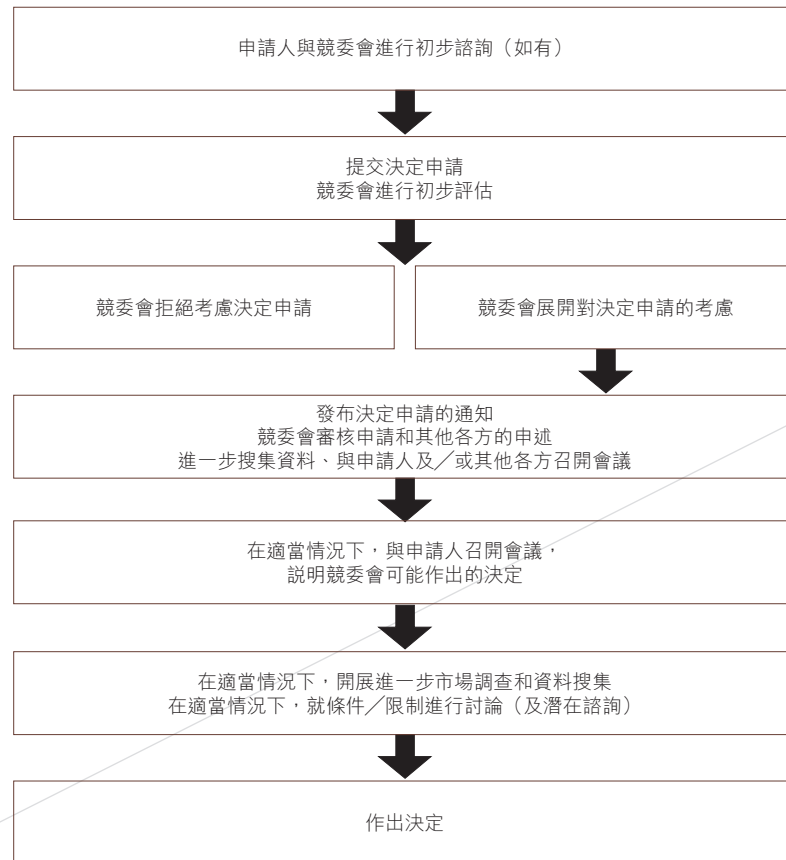 申請人與競委會進行初步諮詢（如有）
提交決定申請
競委會進行初步評估
競委會拒絕考慮決定申請
競委會展開對決定申請的考慮
發布決定申請的通知
競委會審核申請和其他各方的申述
進一步搜集資料、與申請人及／或其他各方召開會議
在適當情況下，與申請人召開會議，
說明競委會可能作出的決定
在適當情況下，開展進一步市場調查和資料搜集
在適當情況下，就條件／限制進行討論（及潛在諮詢）
作出決定